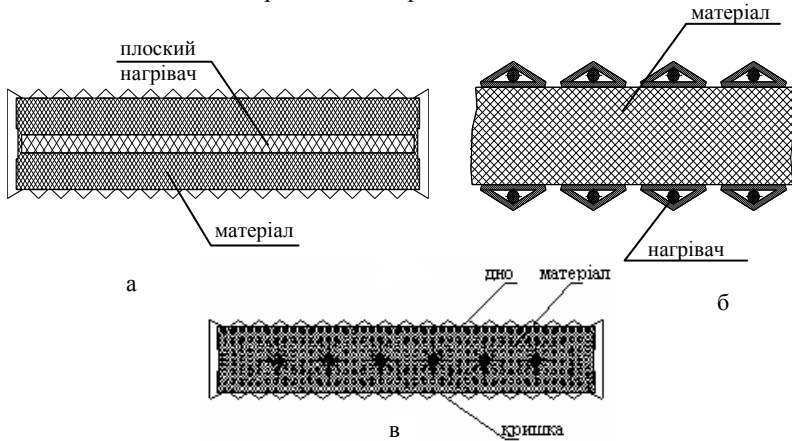 плоский
нагрівач
матеріал
матеріал
нагрівач
а
б
дно
матеріал
кришка
в